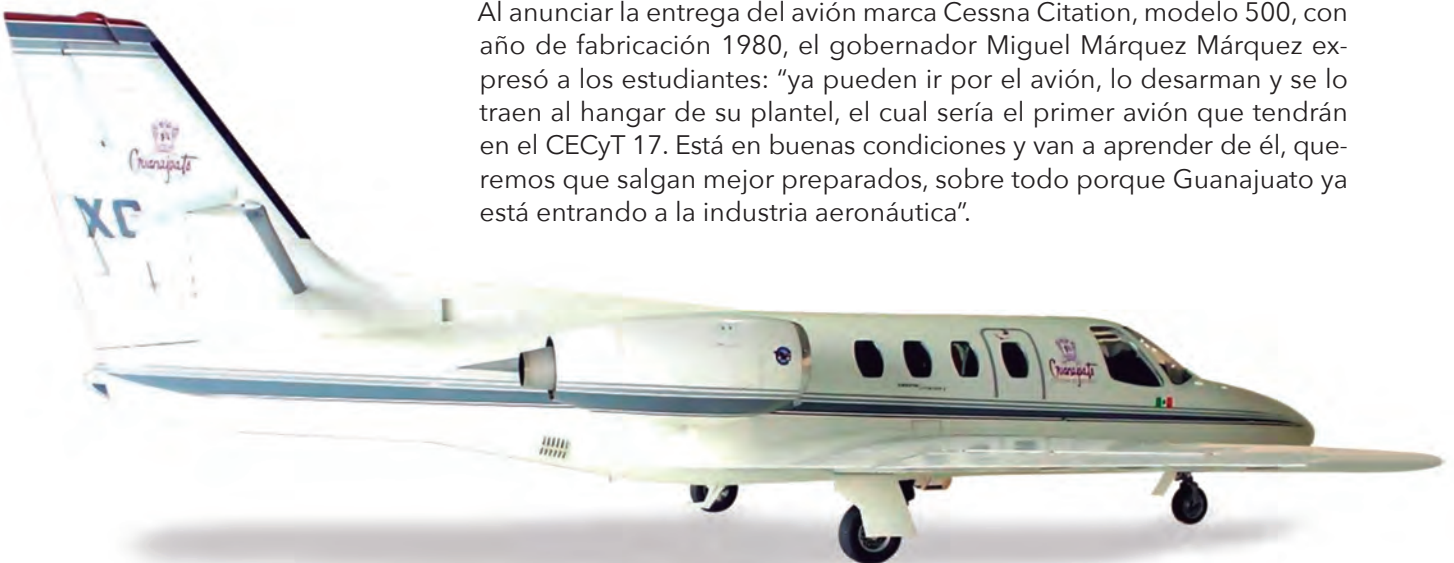 Al anunciar la entrega del avión marca Cessna Citation, modelo 500, con
año de fabricación 1980, el gobernador Miguel Márquez Márquez ex-
presó a los estudiantes: “ya pueden ir por el avión, lo desarman y se lo
traen al hangar de su plantel, el cual sería el primer avión que tendrán
en el CECyT 17. Está en buenas condiciones y van a aprender de él, que-
remos que salgan mejor preparados, sobre todo porque Guanajuato ya
está entrando a la industria aeronáutica”.
Guanajuato
XC
Guanajuato